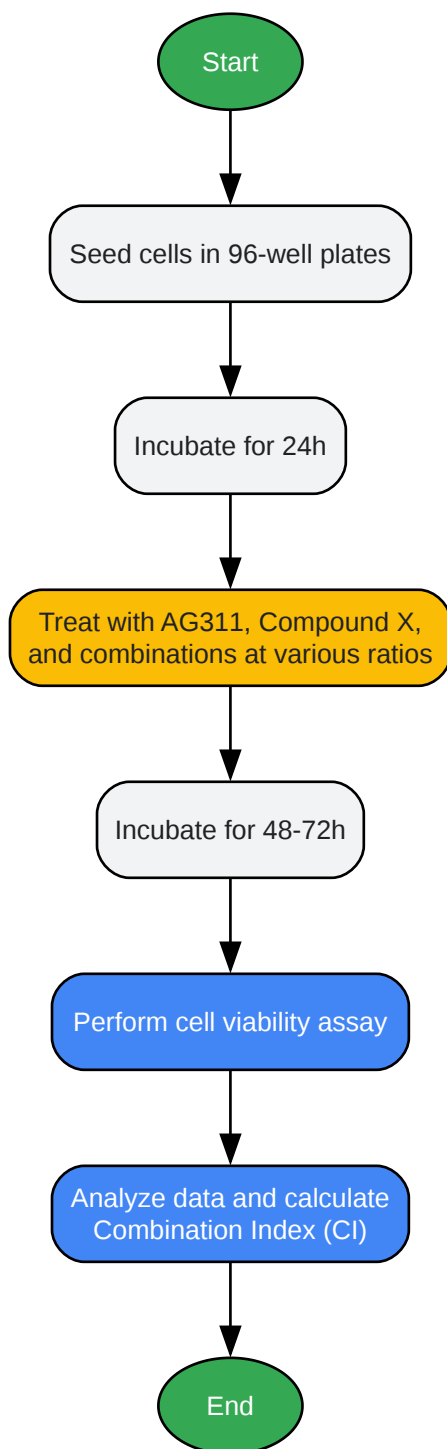 Start
Seed cells in 96-well plates
Incubate for 24h
Treat with AG311, Compound X,
and combinations at various ratios
Incubate for 48-72h
Perform cell viability assay
Analyze data and calculate
Combination Index (CI)
End